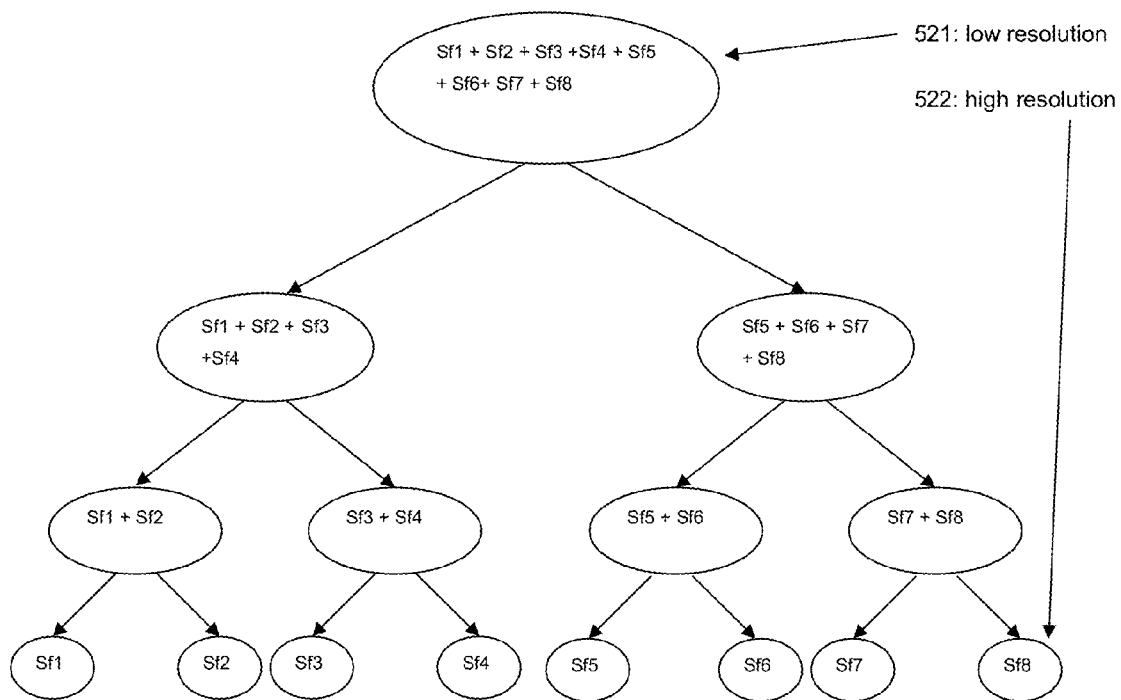 Sf1 + Sf2 + Sf3 +Sf4 + Sf5
+ Sf6+ Sf7 + Sf8
521: low resolution
522: high resolution
Sf1 + Sf2 + Sf3
+Sf4
Sf5 + Sf6 + Sf7
+ Sf8
Sf1 + Sf2
Sf3 + Sf4
Sf5 + Sf6
Sf7 + Sf8
Sf1
Sf2
Sf3
Sf4
Sf5
Sf6
Sf7
Sf8